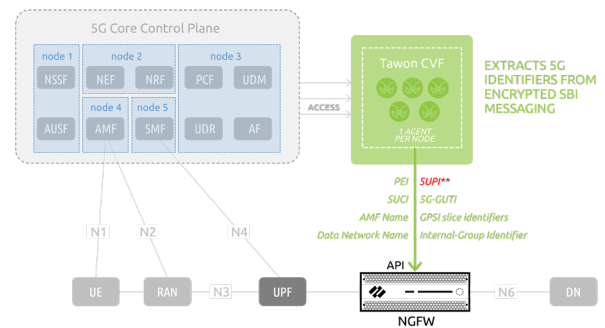 5G Core Control Plane
node 1
node 2
node 3
NSSF
NEF
NRF
PCF
UDM
node 4
node 5
AUSF
AMF
SMF
UDR
AF
ACCESS
Tawon CVF
1 AGENT
PER NODE
EXTRACTS 5G
IDENTIFIERS FROM
ENCRYPTED SBI
MESSAGING
PEI
SUPI**
SUCI
5G-GUTI
AMF Name
GPSI slice identifiers
Data Network Name
Internal-Group Identifier
N1
N2
N4
API
UE
RAN
N3
UPF
N6
DN
NGFW